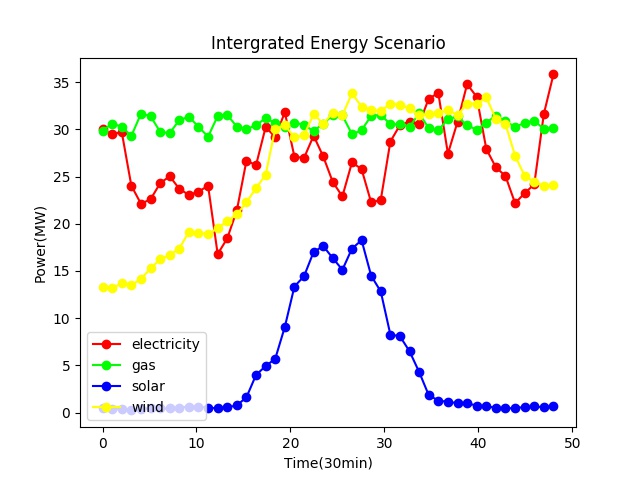 Intergrated Energy Scenario
Power(MW)
35
30
25
20
15
10
5
0
electricity
gas
solar
wind
0 10 20 30 40 50
Time(30min)